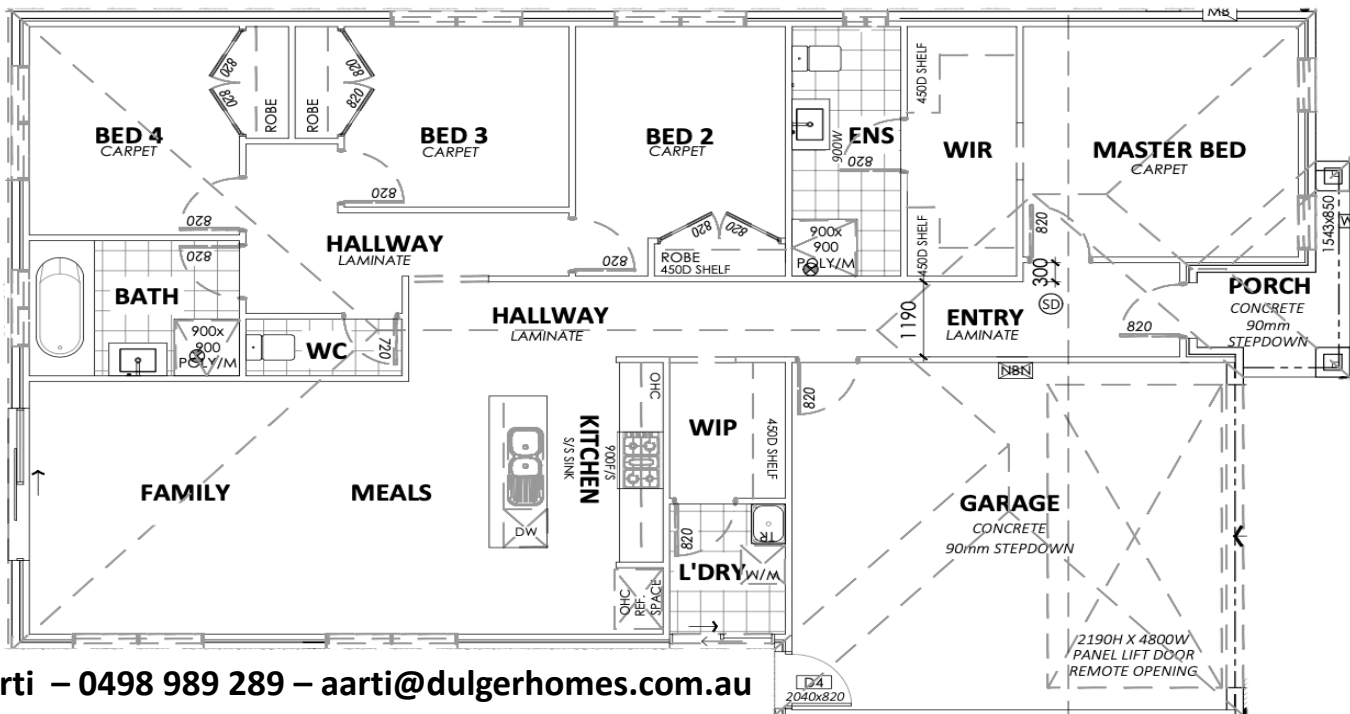 MB
BED 4
CARPET
820
820
ROBE
ROBE
820
820
BED 3
CARPET
BED 2
CARPET
ENS
900W
820
450D SHELF
WIR
MASTER BED
CARPET
820
820
820
HALLWAY
LAMINATE
820
820
820
ROBE
450D SHELF
900x
900
POLY/M
450D SHELF
820
300
SD
1543x850
W
PORCH
CONCRETE
90mm
STEPDOWN
BATH
900x
900
POLY/M
WC
720
HALLWAY
LAMINATE
1190
ENTRY
LAMINATE
820
NBN
OHC
KITCHEN
900F/S
S/S SINK
WIP
450D SHELF
820
FAMILY
MEALS
DW
GARAGE
CONCRETE
90mm STEPDOWN
820
TR
L'DRY
W/M
OHC
REF.
SPACE
2190H X 4800W
PANEL LIFT DOOR
REMOTE OPENING
D4
2040x820
rti – 0498 989 289 – aarti@dulgerhomes.com.au